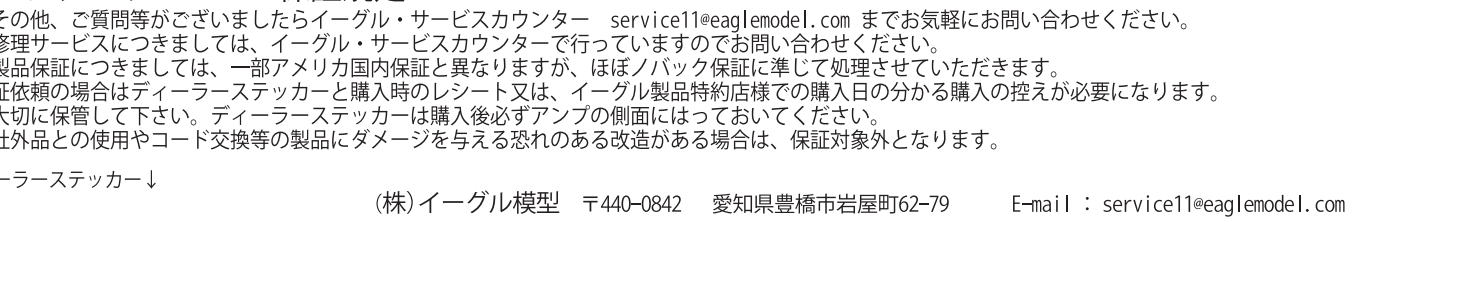 その他、ご質問等がございましたらイーグル・サービスカウンター service11@eaglemodel.com までお気軽にお問い合わせください。
修理サービスにつきましては、イーグル・サービスカウンターで行っていますのでお問い合わせください。
製品保証につきましては、一部アメリカ国内保証と異なりますが、ほぼノバック保証に準じて処理させていただきます。
証依頼の場合はディーラーステッカーと購入時のレシート又は、イーグル製品特約店様での購入日の分かる購入の控えが必要になります。
大切に保管して下さい。ディーラーステッカーは購入後必ずアンプの側面にはっておいてください。
社外品との使用やコード交換等の製品にダメージを与える恐れのある改造がある場合は、保証対象外となります。
ーラーステッカー↓
(株)イーグル模型 〒440-0842 愛知県豊橋市岩屋町62-79 E-mail : service11@eaglemodel.com